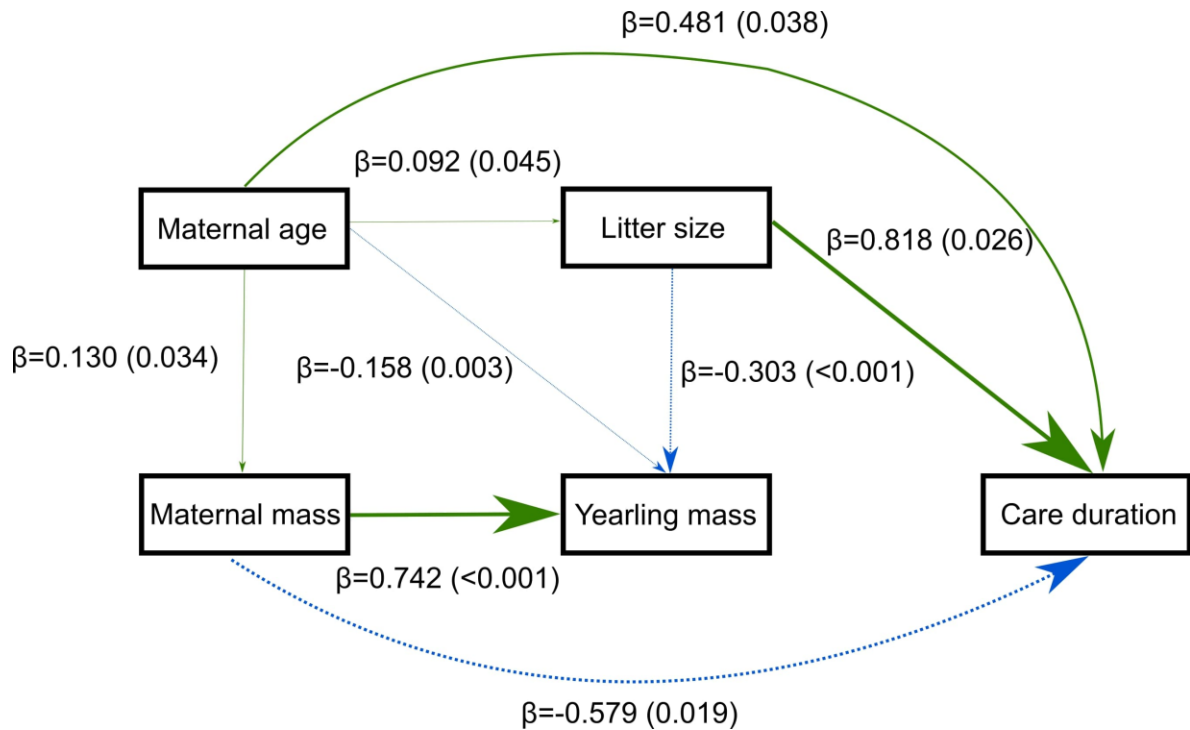 β=0.481 (0.038)
β=0.092 (0.045)
Maternal age
Litter size
β=0.818 (0.026)
β=0.130 (0.034)
β=-0.158 (0.003)
β=-0.303 (<0.001)
Maternal mass
Yearling mass
Care duration
β=0.742 (<0.001)
β=-0.579 (0.019)